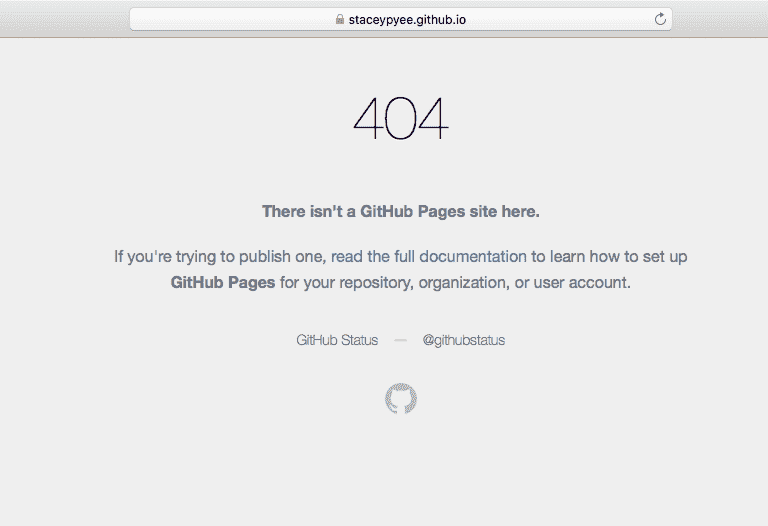 staceypyee.github.io
404
There isn't a GitHub Pages site here.
If you're trying to publish one, read the full documentation to learn how to set up
GitHub Pages for your repository, organization, or user account.
GitHub Status — @githubstatus